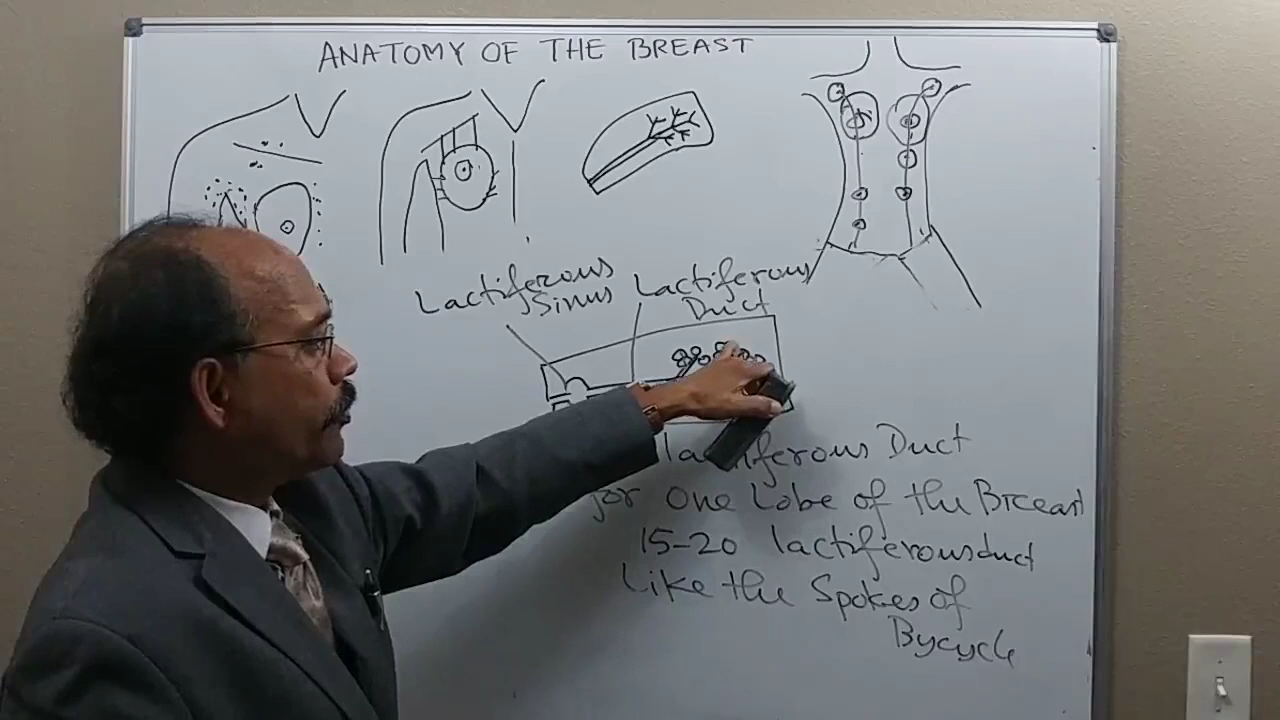 ANATOMY OF THE BREAST
Lactiferous
Sinus
Lactiferous
Duct
lactiferous Duct
for One Lobe of the Breast
15-20 lactiferousduct
Like the Spokes of
Bycycle